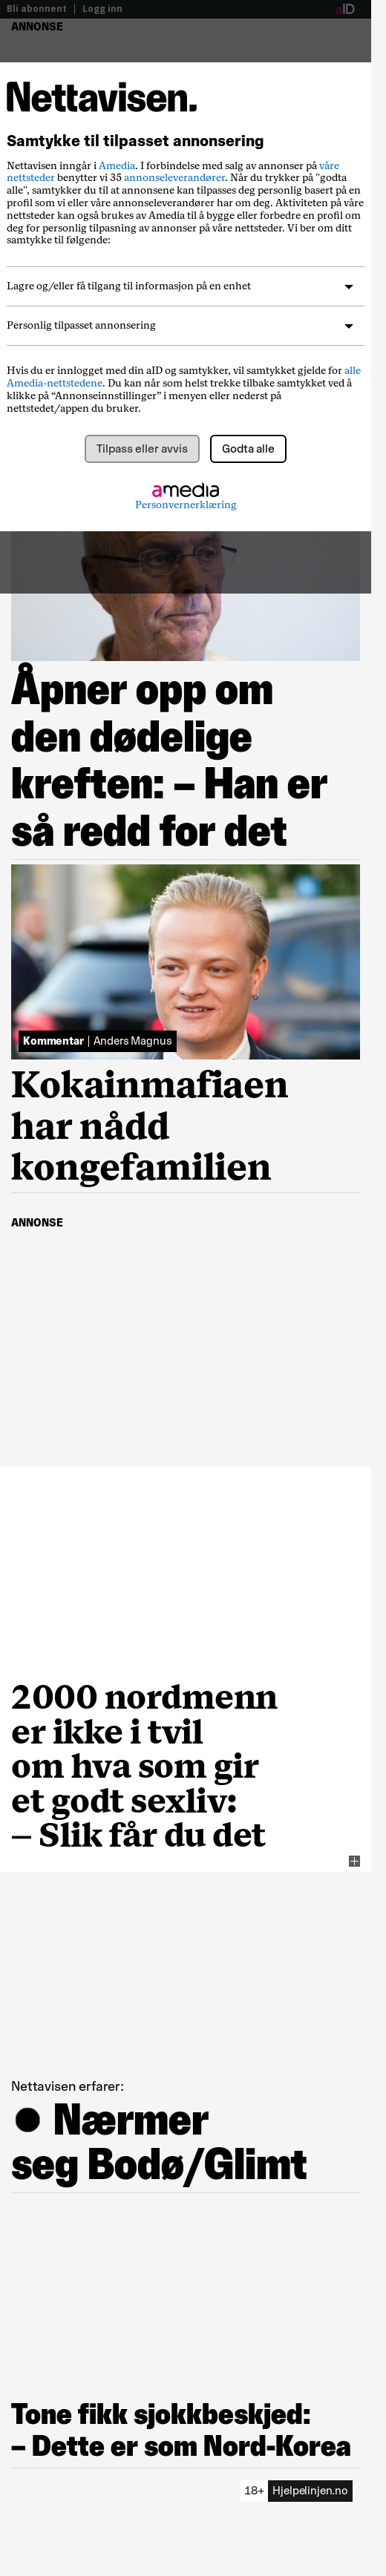 Bli abonnent | Logg inn
aID
ANNONSE
Nettavisen.
Samtykke til tilpasset annonsering
Nettavisen inngår i Amedia. I forbindelse med salg av annonser på våre
nettsteder benytter vi 35 annonseleverandører. Når du trykker på "godta
alle", samtykker du til at annonsene kan tilpasses deg personlig basert på en
profil som vi eller våre annonseleverandører har om deg. Aktiviteten på våre
nettsteder kan også brukes av Amedia til å bygge eller forbedre en profil om
deg for personlig tilpasning av annonser på våre nettsteder. Vi ber om ditt
samtykke til følgende:
Lagre og/eller få tilgang til informasjon på en enhet
Personlig tilpasset annonsering
Hvis du er innlogget med din aID og samtykker, vil samtykket gjelde for alle
Amedia-nettstedene. Du kan når som helst trekke tilbake samtykket ved å
klikke på “Annonseinnstillinger” i menyen eller nederst på
nettstedet/appen du bruker.
Tilpass eller avvis
Godta alle
amedia
Personvernerklæring
Åpner opp om
den dødelige
kreften: – Han er
så redd for det
Kommentar | Anders Magnus
Kokainmafiaen
har nådd
kongefamilien
ANNONSE
2000 nordmenn
er ikke i tvil
om hva som gir
et godt sexliv:
– Slik får du det
Nettavisen erfarer:
Nærmer
seg Bodø/Glimt
Tone fikk sjokkbeskjed:
– Dette er som Nord-Korea
18+ Hjelpelinjen.no